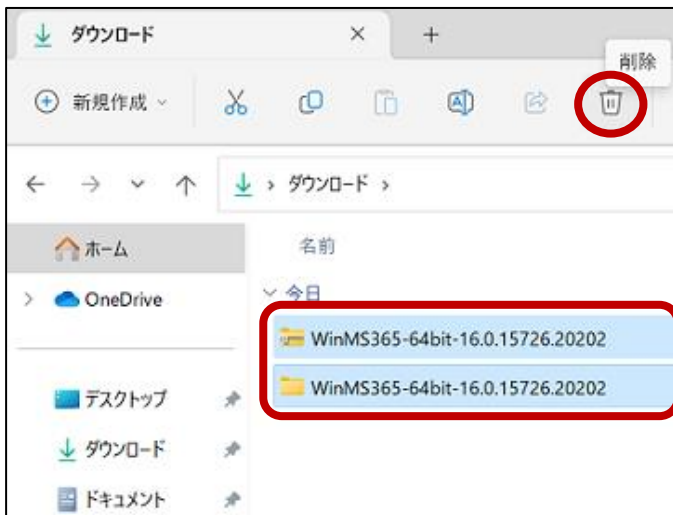 ダウンロード
削除
新規作成
ダウンロード
ホーム
名前
今日
OneDrive
WinMS365-64bit-16.0.15726.20202
WinMS365-64bit-16.0.15726.20202
デスクトップ
ダウンロード
ドキュメント